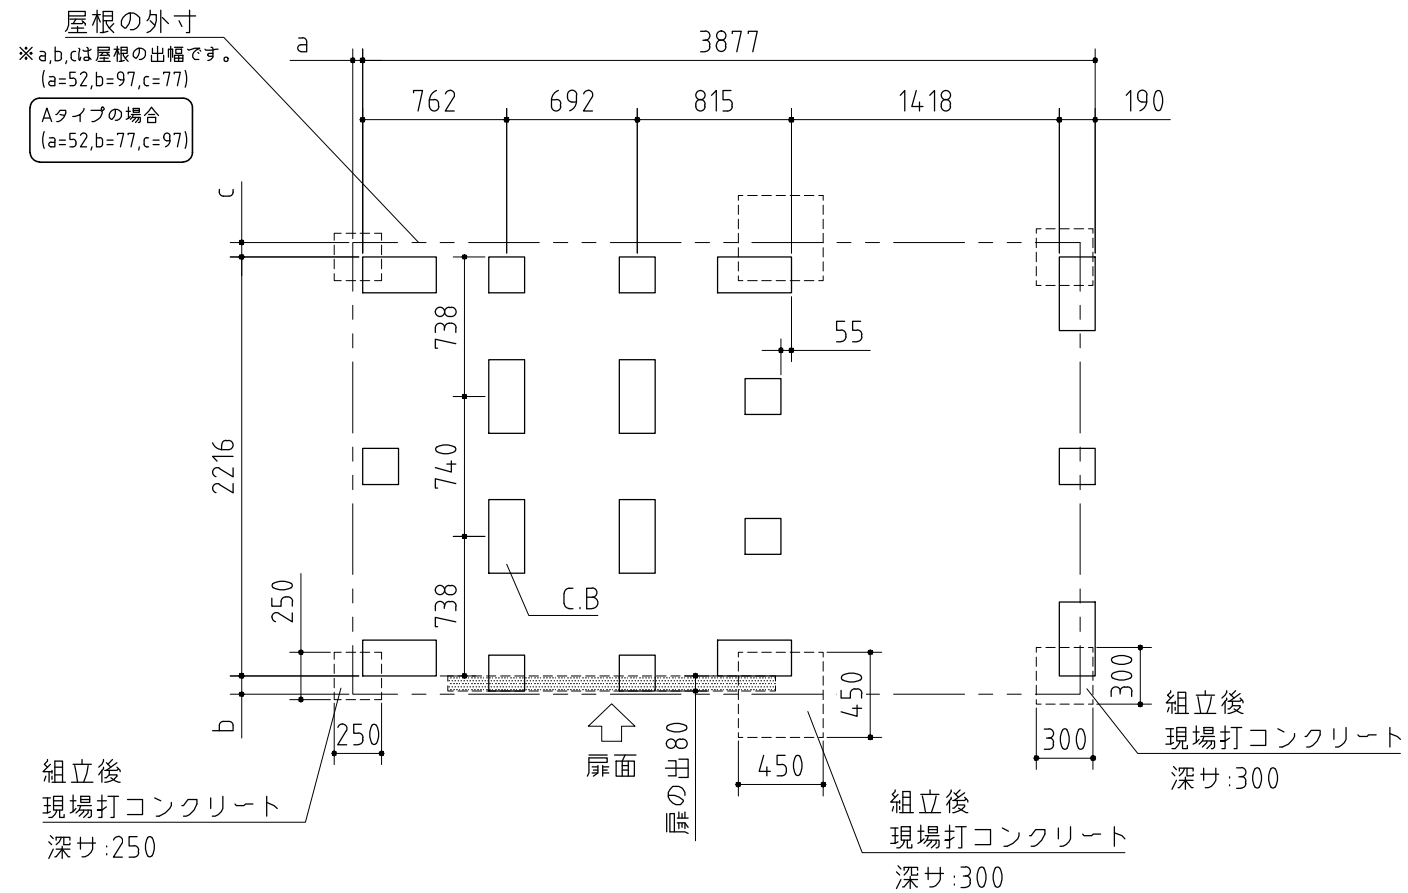 屋根の外寸
※a,b,cは屋根の出幅です。
(a=52,b=97,c=77)
Aタイプの場合
(a=52,b=77,c=97)
a
3877
762
692
815
1418
190
c
738
55
2216
740
250
738
C.B
b
250
扉面
扉の出80
450
450
300
300
組立後
現場打コンクリート
深サ:250
組立後
現場打コンクリート
深サ:300
組立後
現場打コンクリート
深サ:300